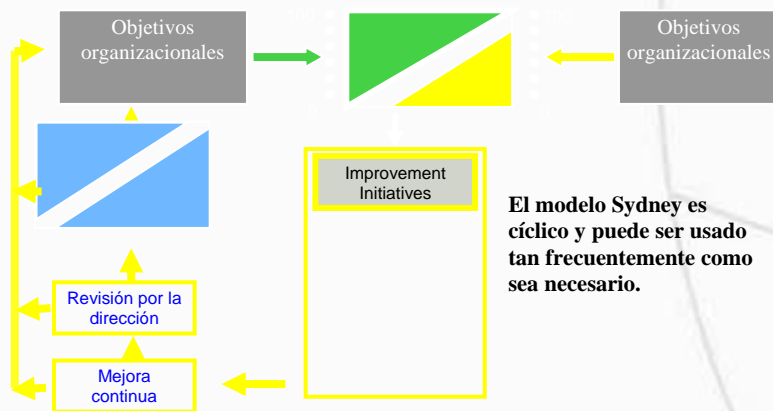 Objetivos
organizacionales
Objetivos
organizacionales
Improvement
Initiatives
El modelo Sydney es
cíclico y puede ser usado
tan frecuentemente como
sea necesario.
Revisión por la
dirección
Mejora
continua